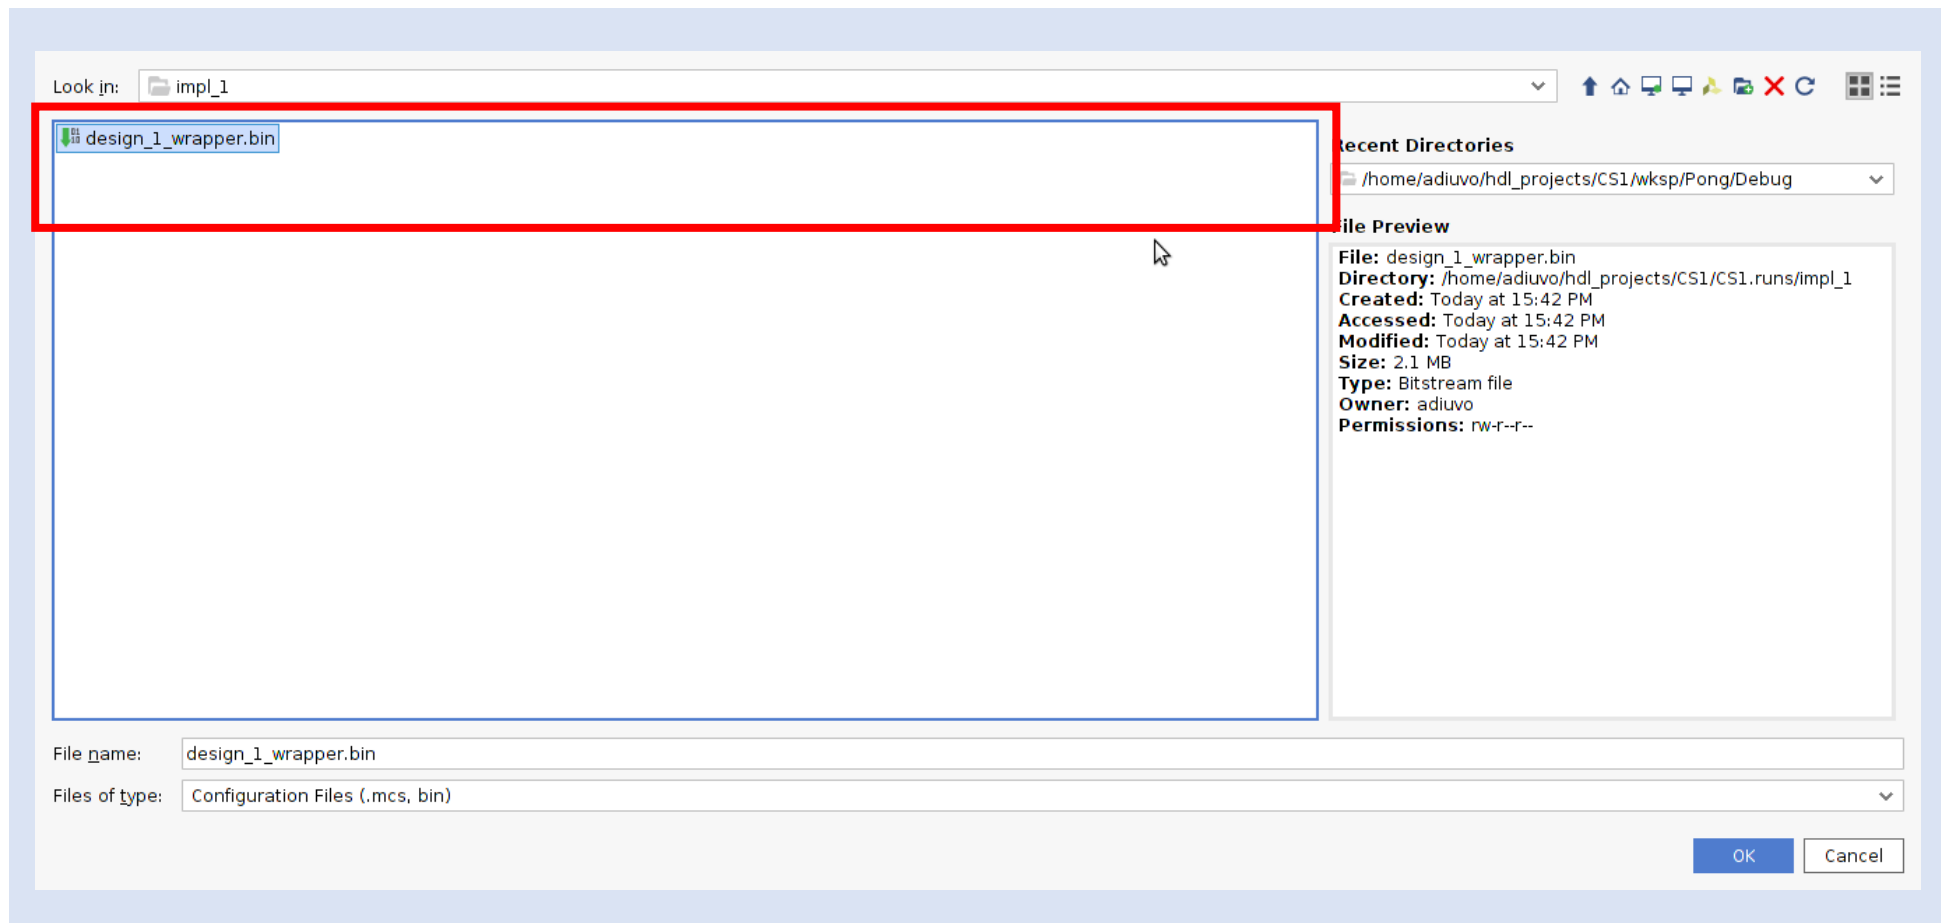 Look in: impl_1
design_1_wrapper.bin
Recent Directories
/home/adiuvo/hdl_projects/CS1/wksp/Pong/Debug
File Preview
File: design_1_wrapper.bin
Directory: /home/adiuvo/hdl_projects/CS1/CS1.runs/impl_1
Created: Today at 15:42 PM
Accessed: Today at 15:42 PM
Modified: Today at 15:42 PM
Size: 2.1 MB
Type: Bitstream file
Owner: adiuvo
Permissions: rw-r--r--
File name: design_1_wrapper.bin
Files of type: Configuration Files (.mcs, bin)
OK Cancel